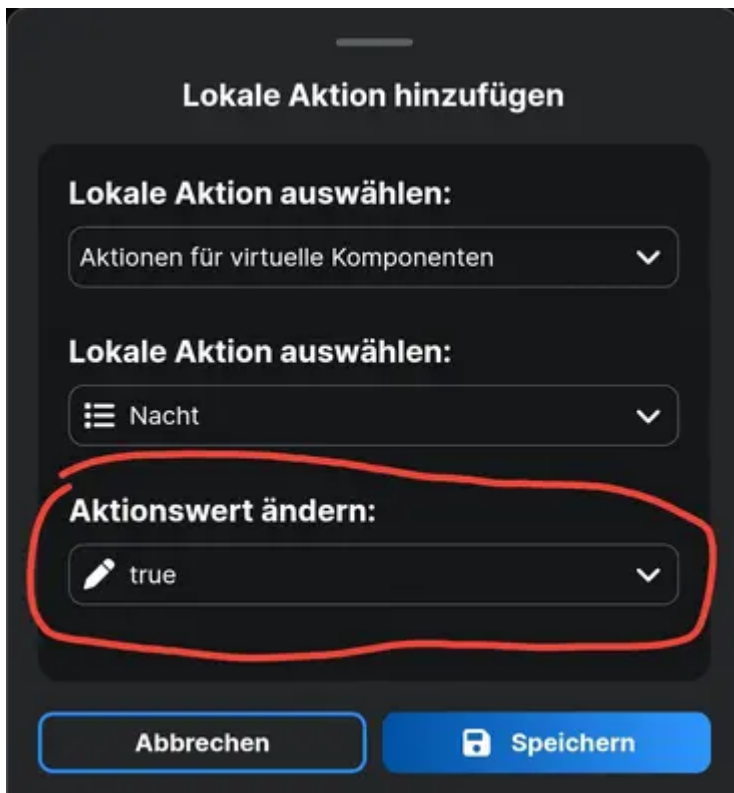 Lokale Aktion hinzufügen
Lokale Aktion auswählen:
Aktionen für virtuelle Komponenten
Lokale Aktion auswählen:
Nacht
Aktionswert ändern:
true
Abbrechen
Speichern